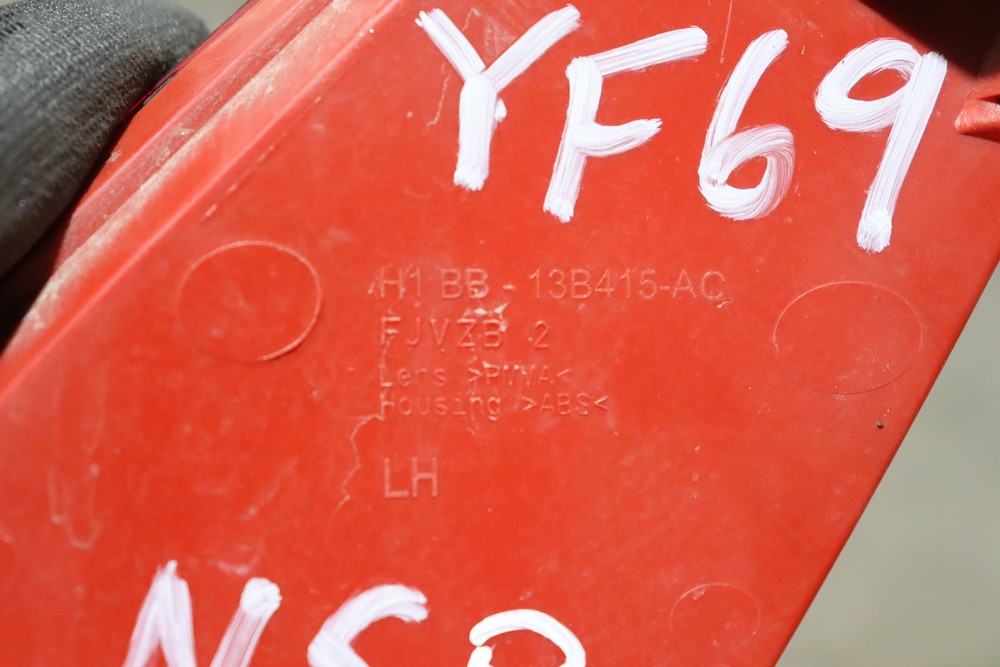 YF69
H1BB-13B415-AC
FJVZB 2
Lens >PMMA<
Housing >ABS<
LH